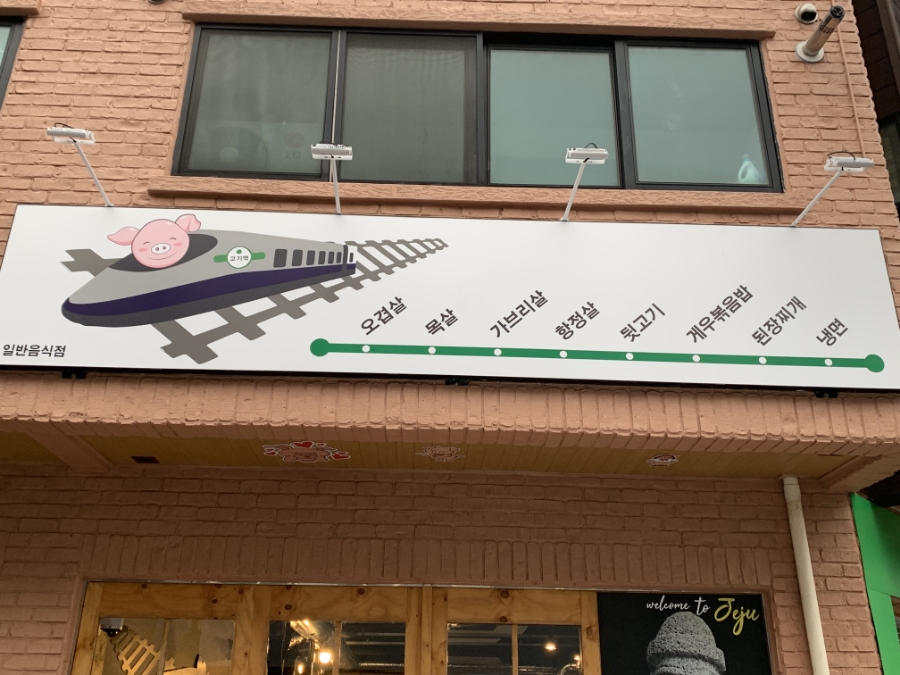 고기역
오겹살
목살
가브리살
항정살
뒷고기
게우볶음밥
된장찌개
냉면
일반음식점
welcome to Jeju